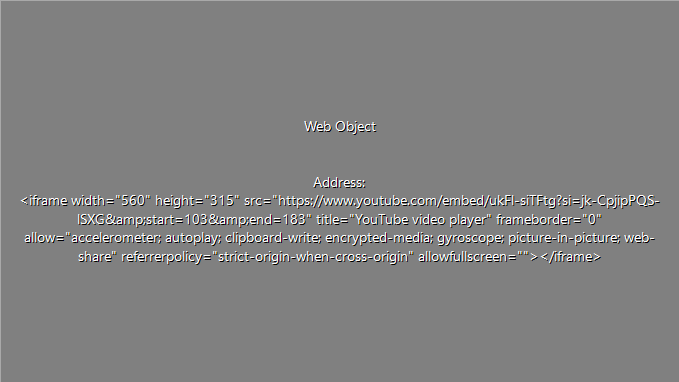 Web Object
Address:
<iframe width="560" height="315" src="https://www.youtube.com/embed/ukFl-siTFtg?si=jk-CpjipPQS-
lSXG&amp;start=103&amp;end=183" title="YouTube video player" frameborder="0"
allow="accelerometer; autoplay; clipboard-write; encrypted-media; gyroscope; picture-in-picture; web-
share" referrerpolicy="strict-origin-when-cross-origin" allowfullscreen=""></iframe>